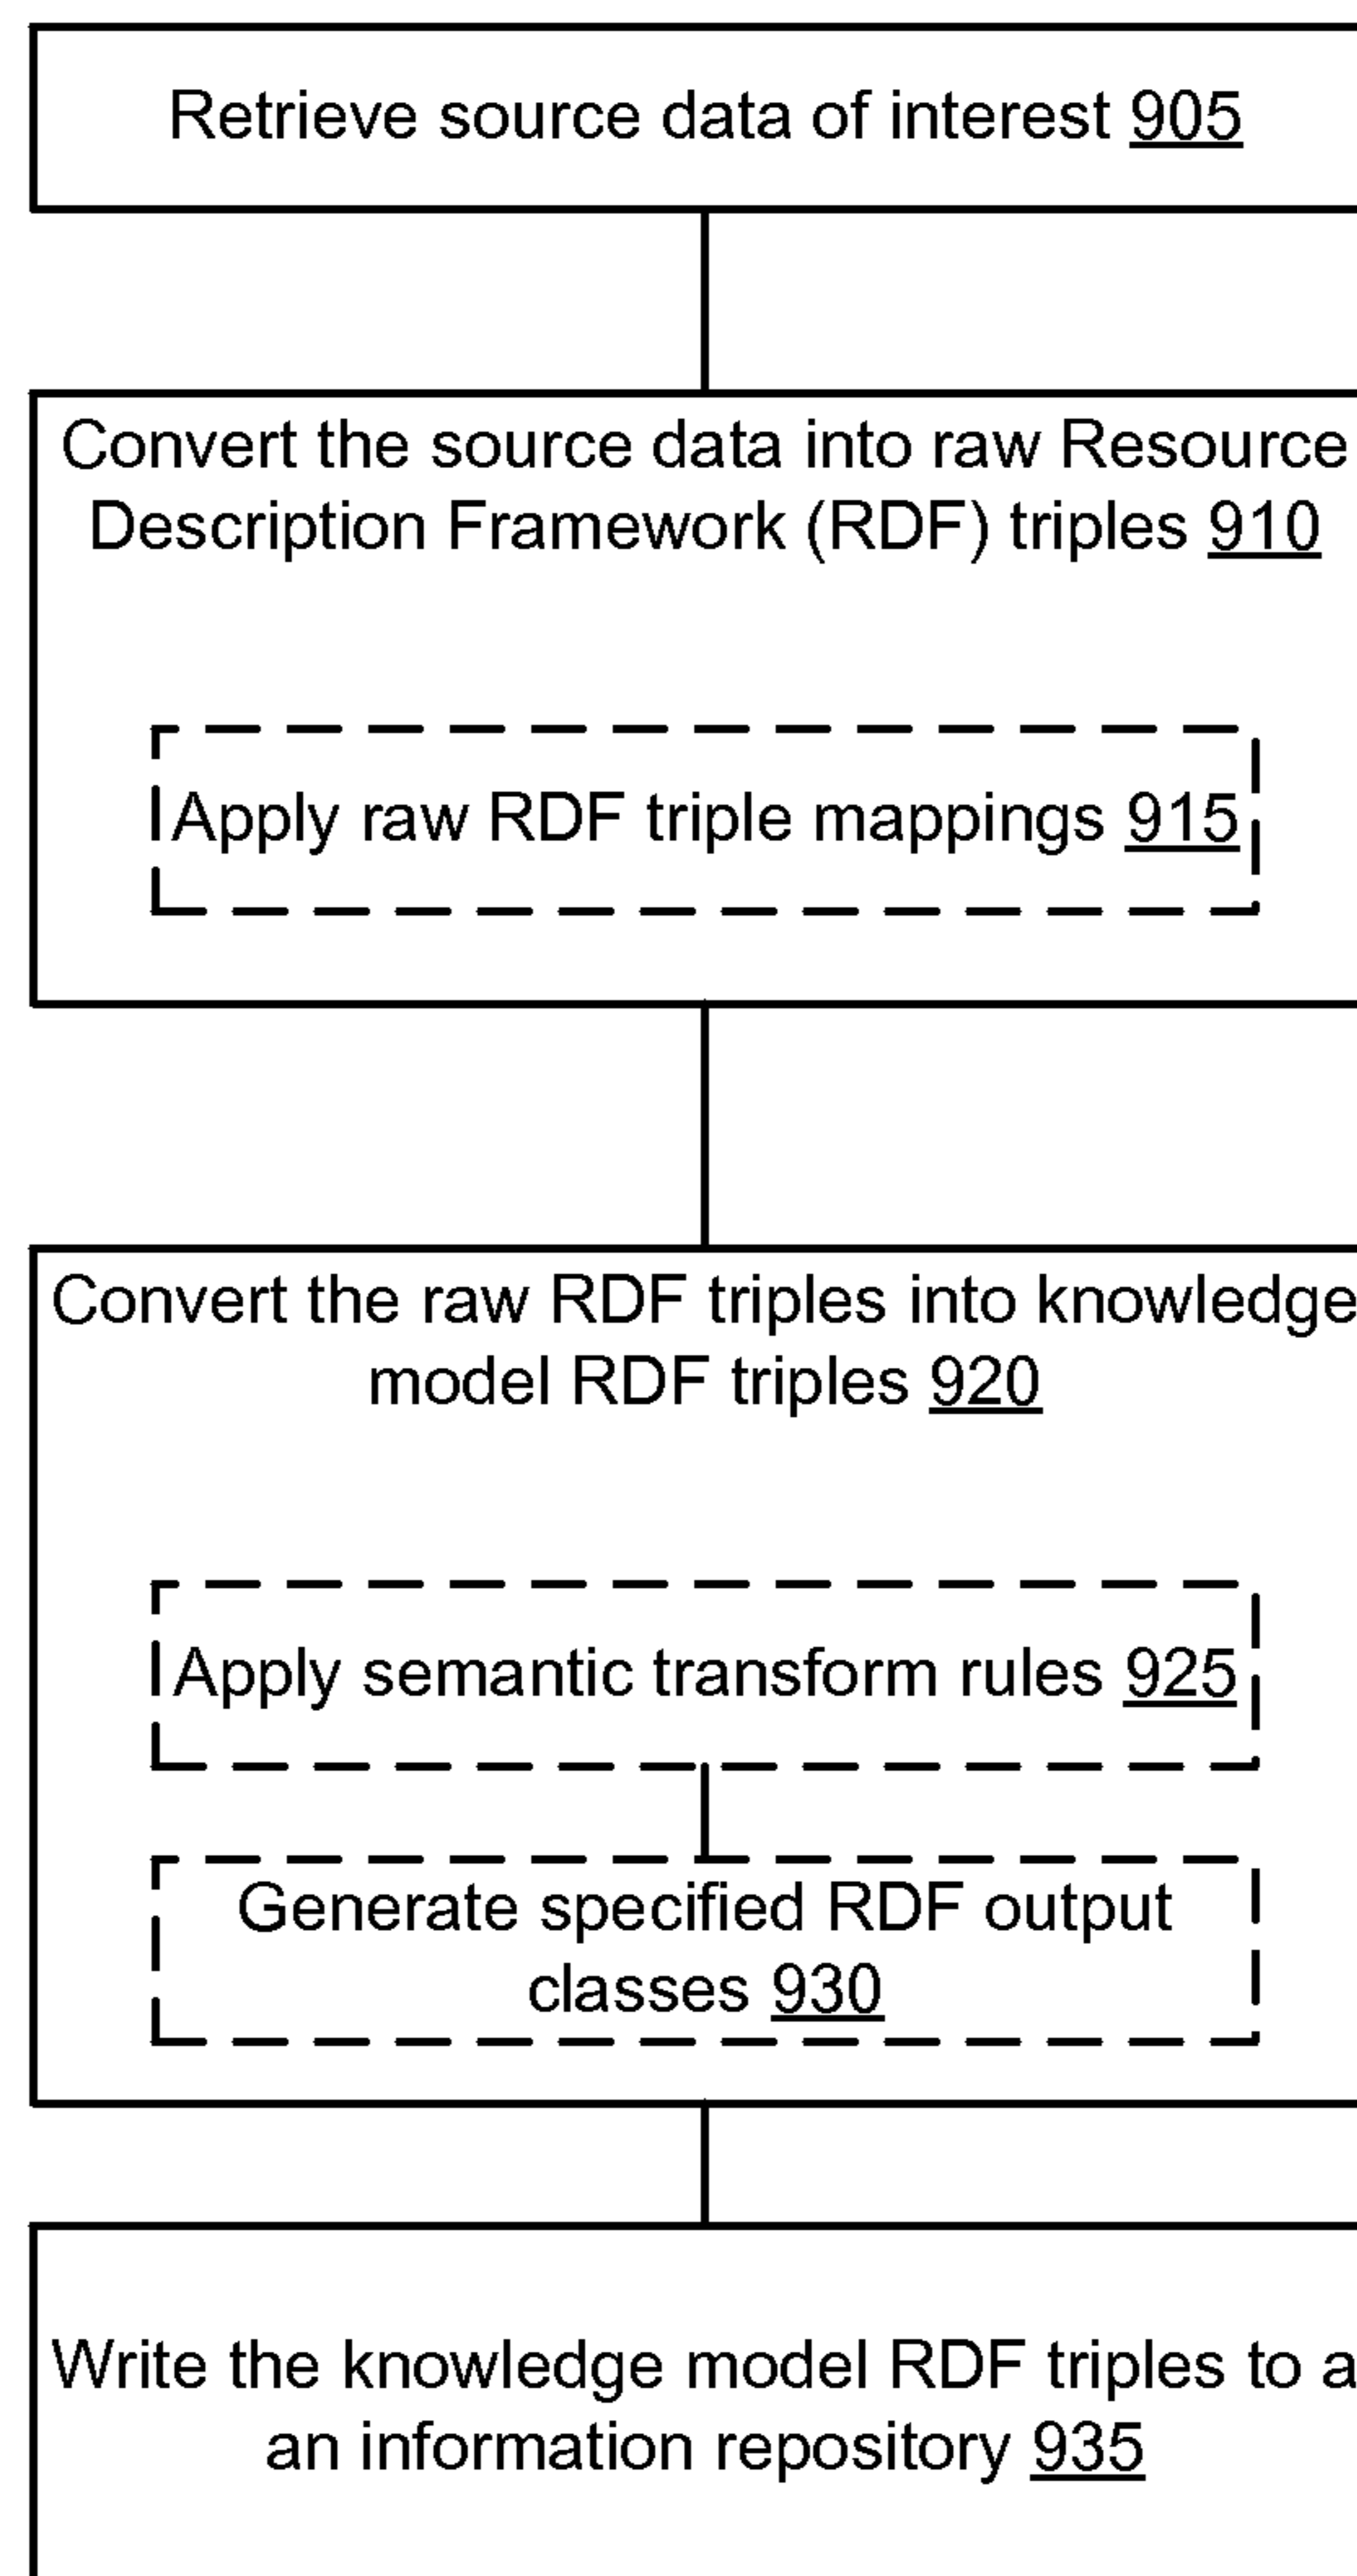 Retrieve source data of interest 905
Convert the source data into raw Resource
Description Framework (RDF) triples 910
Apply raw RDF triple mappings 915
Convert the raw RDF triples into knowledge
model RDF triples 920
Apply semantic transform rules 925
Generate specified RDF output
classes 930
Write the knowledge model RDF triples to a
an information repository 935